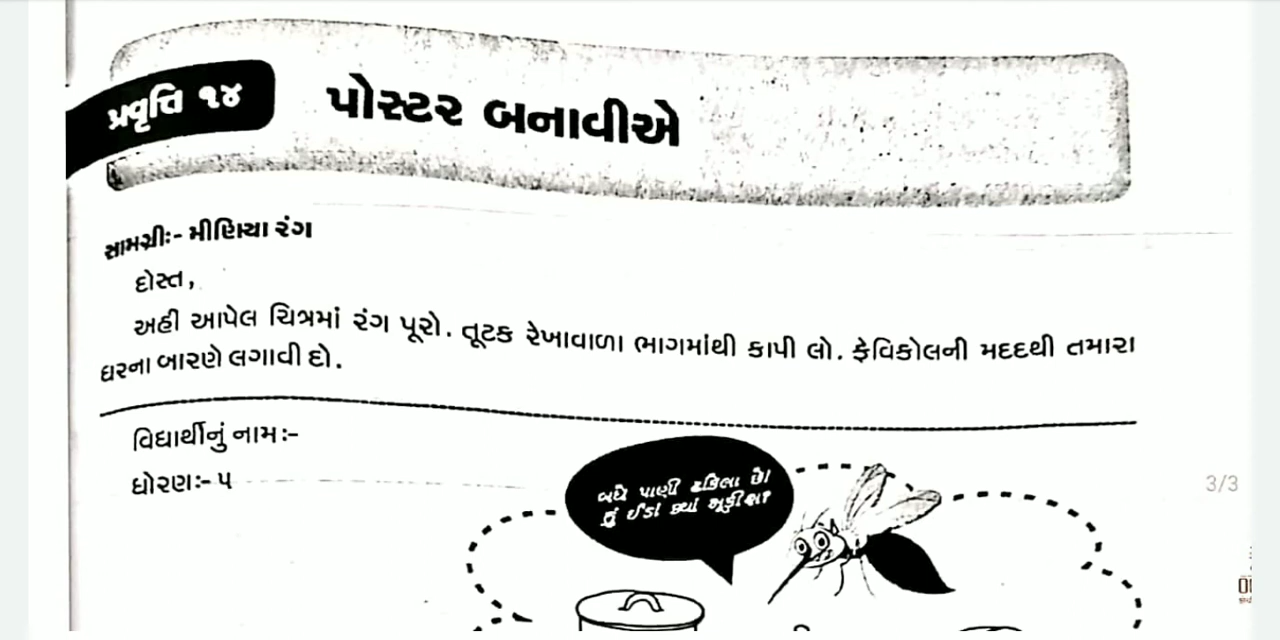 પ્રવૃત્તિ ૧૪
પોસ્ટર બનાવીએ
સામગ્રીઃ- મીણિયા રંગ
દોસ્ત,
અહીં આપેલ ચિત્રમાં રંગ પૂરો. તૂટક રેખાવાળા ભાગમાંથી કાપી લો. ફેવિકોલની મદદથી તમારા
ઘરના બારણે લગાવી દો.
વિદ્યાર્થીનું નામઃ-
ધોરણઃ- ૫
બધે પાણી ઢાંકેલા છે!
હું ઈંડાં ક્યાં મૂકીશ?
3/3